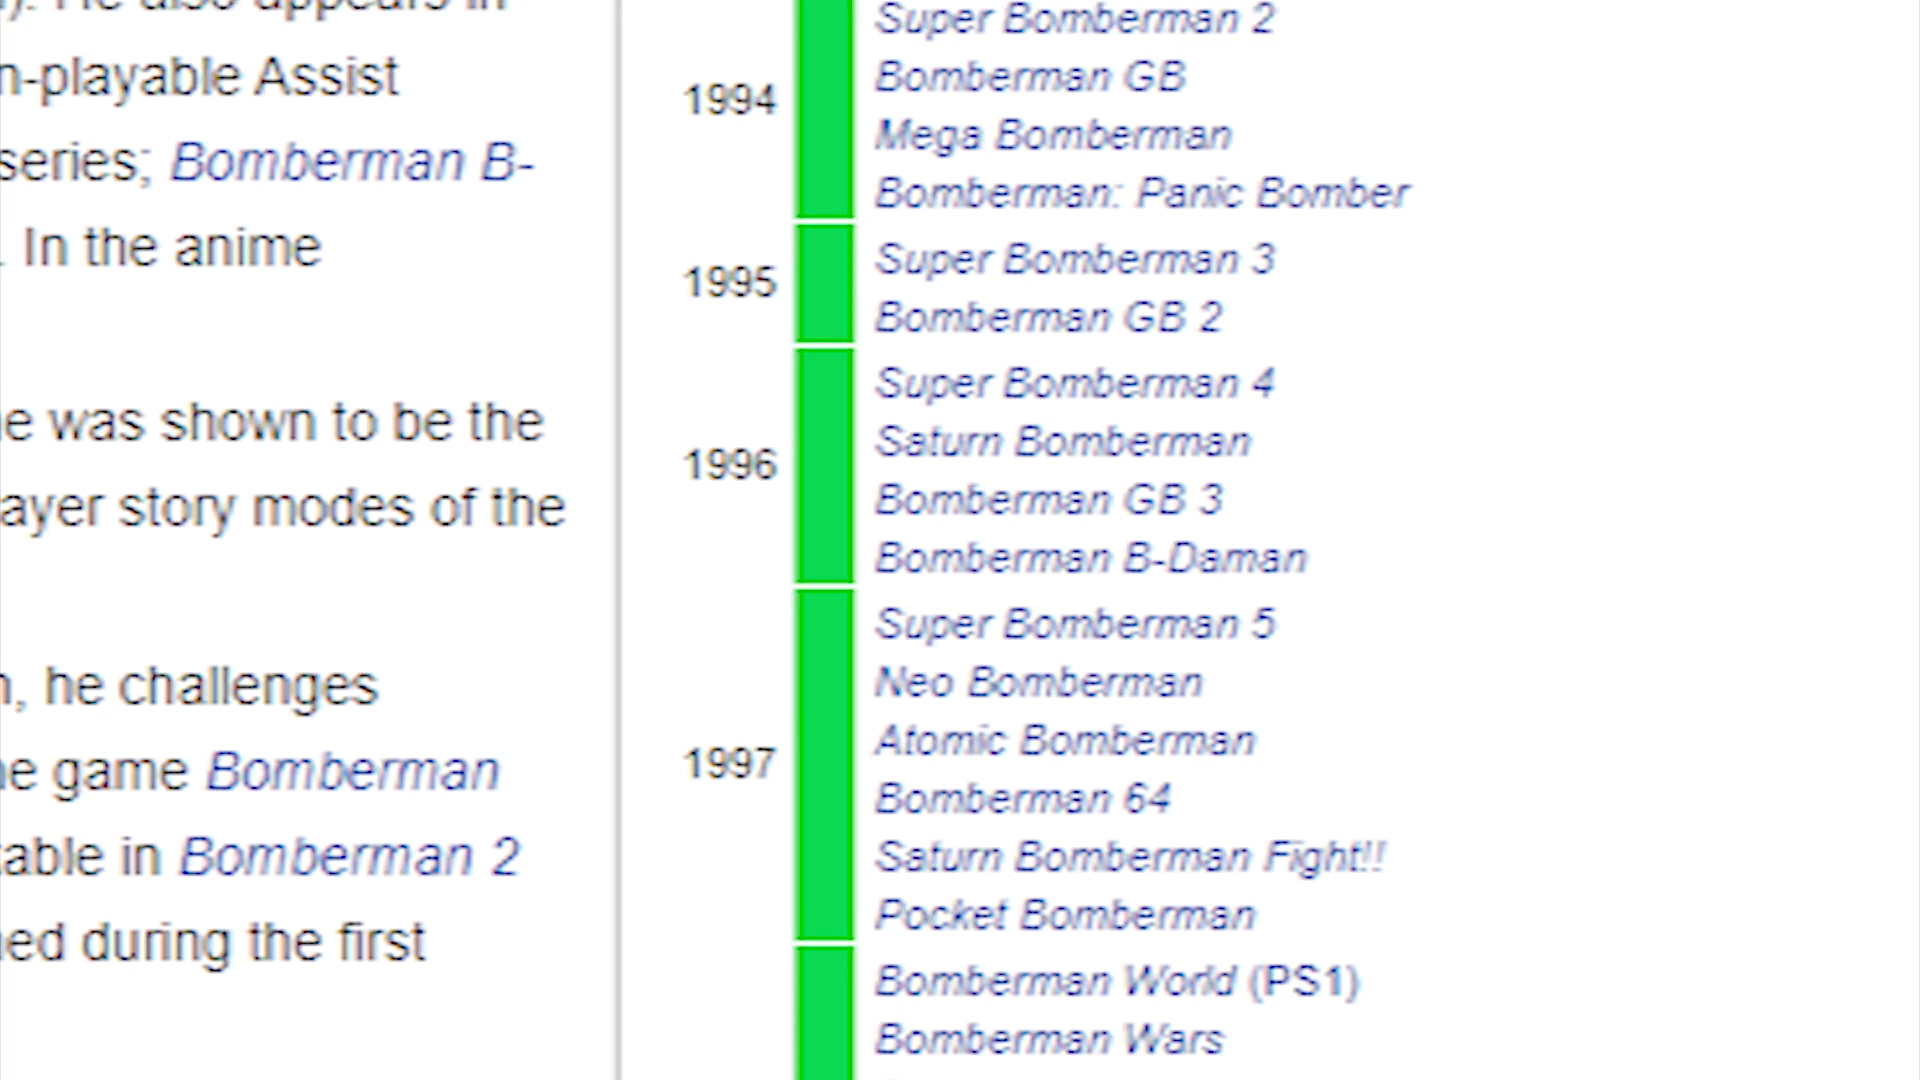 ). He also appears in
n-playable Assist
series; Bomberman B-
. In the anime
e was shown to be the
ayer story modes of the
, he challenges
e game Bomberman
able in Bomberman 2
ed during the first
Super Bomberman 2
Bomberman GB
1994
Mega Bomberman
Bomberman: Panic Bomber
Super Bomberman 3
1995
Bomberman GB 2
Super Bomberman 4
Saturn Bomberman
1996
Bomberman GB 3
Bomberman B-Daman
Super Bomberman 5
Neo Bomberman
Atomic Bomberman
1997
Bomberman 64
Saturn Bomberman Fight!!
Pocket Bomberman
Bomberman World (PS1)
Bomberman Wars